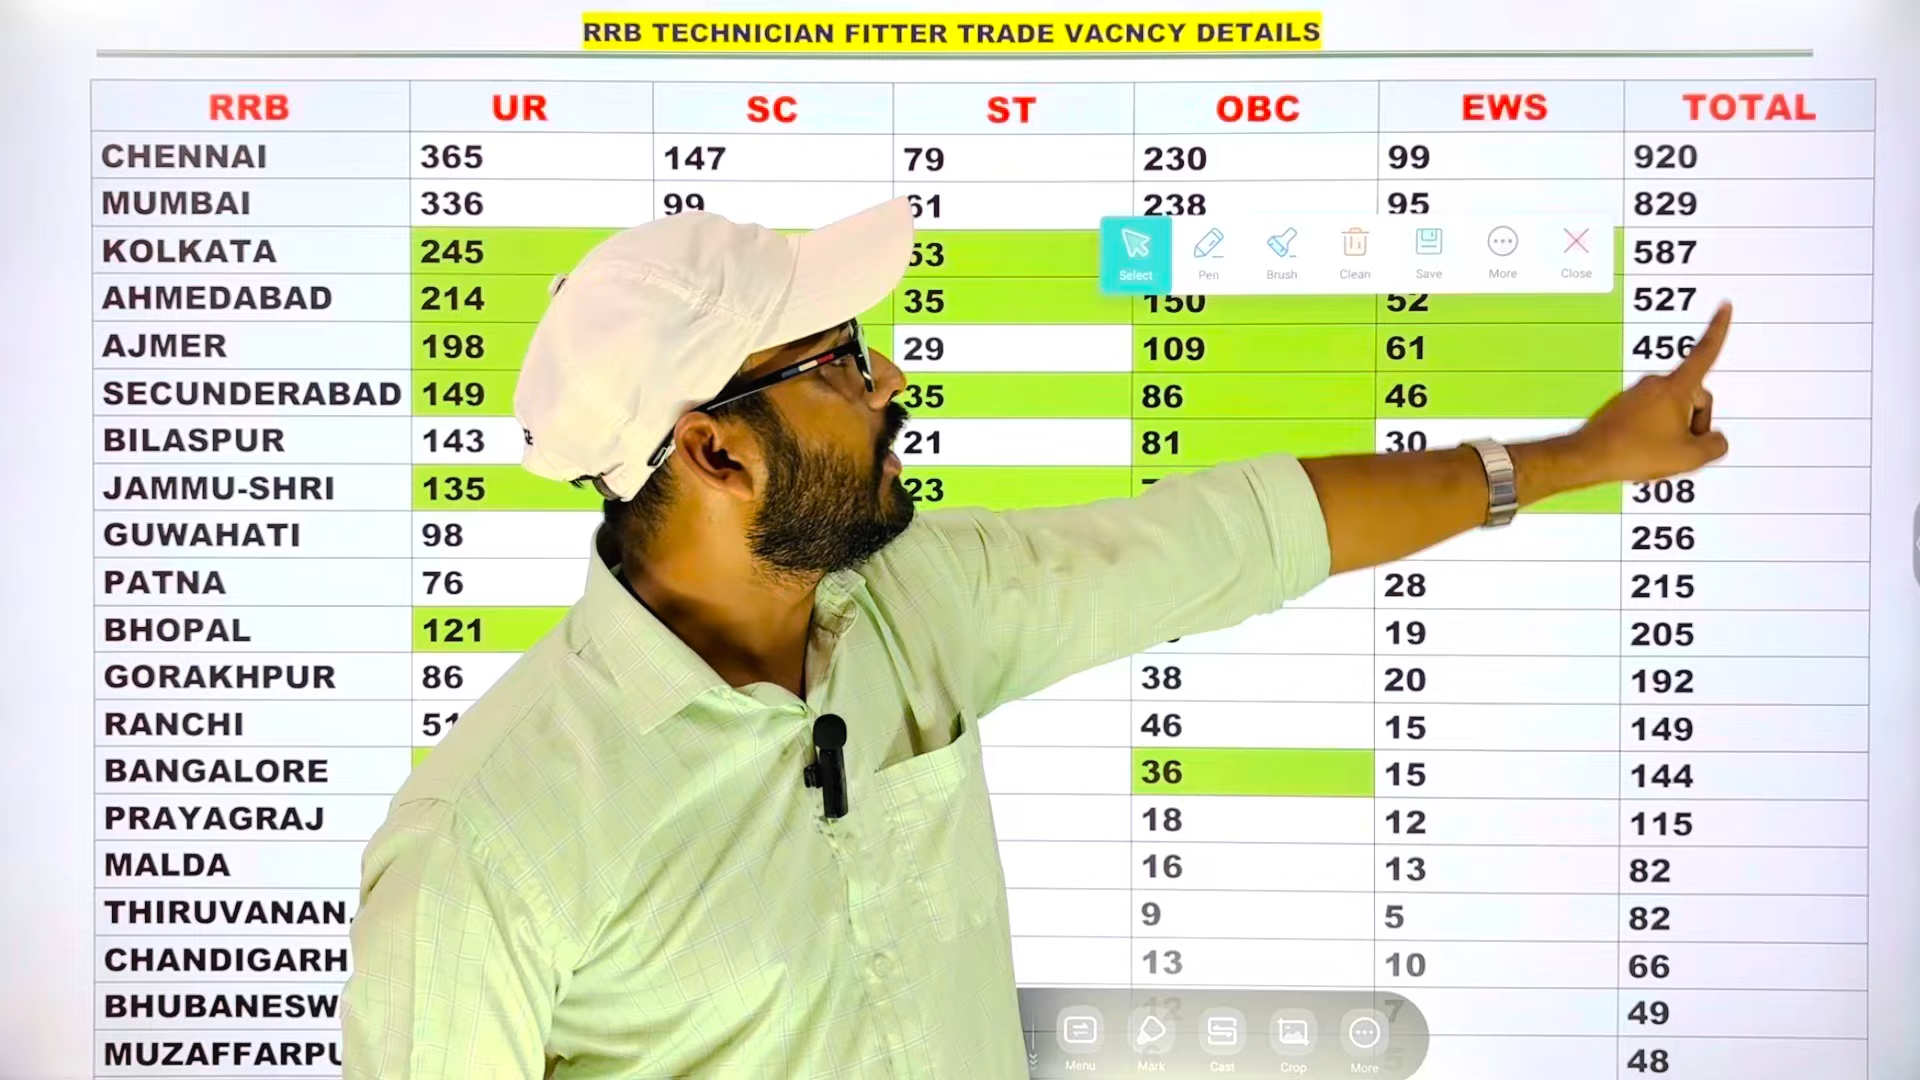 RRB TECHNICIAN FITTER TRADE VACNCY DETAILS
RRB UR SC ST OBC EWS TOTAL
CHENNAI 365 147 79 230 99 920
MUMBAI 336 99 61 238 95 829
KOLKATA 245 53 587
Select Pen Brush Clean Save More Close
AHMEDABAD 214 35 150 52 527
AJMER 198 29 109 61 456
SECUNDERABAD 149 35 86 46
BILASPUR 143 21 81 30
JAMMU-SHRI 135 23 308
GUWAHATI 98 256
PATNA 76 28 215
BHOPAL 121 19 205
GORAKHPUR 86 38 20 192
RANCHI 51 46 15 149
BANGALORE 36 15 144
PRAYAGRAJ 18 12 115
MALDA 16 13 82
THIRUVANAN. 9 5 82
CHANDIGARH 13 10 66
BHUBANESW 12 7 49
MUZAFFARPU 48
Menu Mark Cast Crop More